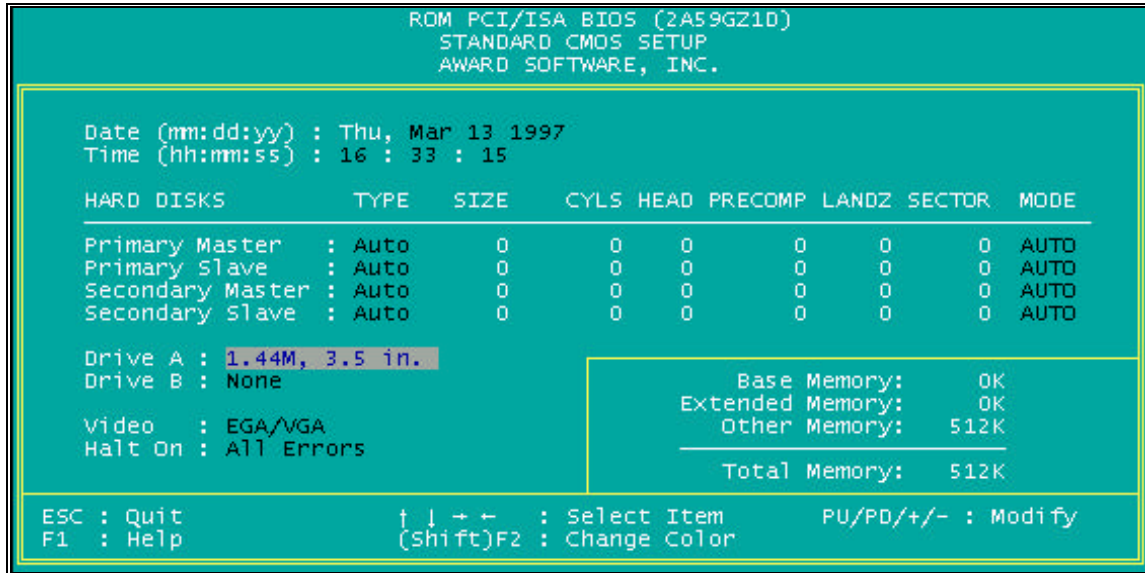 ROM PCI/ISA BIOS (2A59GZ1D)
STANDARD CMOS SETUP
AWARD SOFTWARE, INC.
Date (mm:dd:yy) : Thu, Mar 13 1997
Time (hh:mm:ss) : 16 : 33 : 15
HARD DISKS TYPE SIZE CYLS HEAD PRECOMP LANDZ SECTOR MODE
Primary Master : Auto 0 0 0 0 0 0 AUTO
Primary Slave : Auto 0 0 0 0 0 0 AUTO
Secondary Master : Auto 0 0 0 0 0 0 AUTO
Secondary Slave : Auto 0 0 0 0 0 0 AUTO
Drive A : 1.44M, 3.5 in.
Drive B : None
Video : EGA/VGA
Halt On : All Errors
Base Memory: 0K
Extended Memory: 0K
Other Memory: 512K
Total Memory: 512K
ESC : Quit ↑ ↓ → ← : Select Item PU/PD/+/- : Modify
F1 : Help (Shift)F2 : Change Color